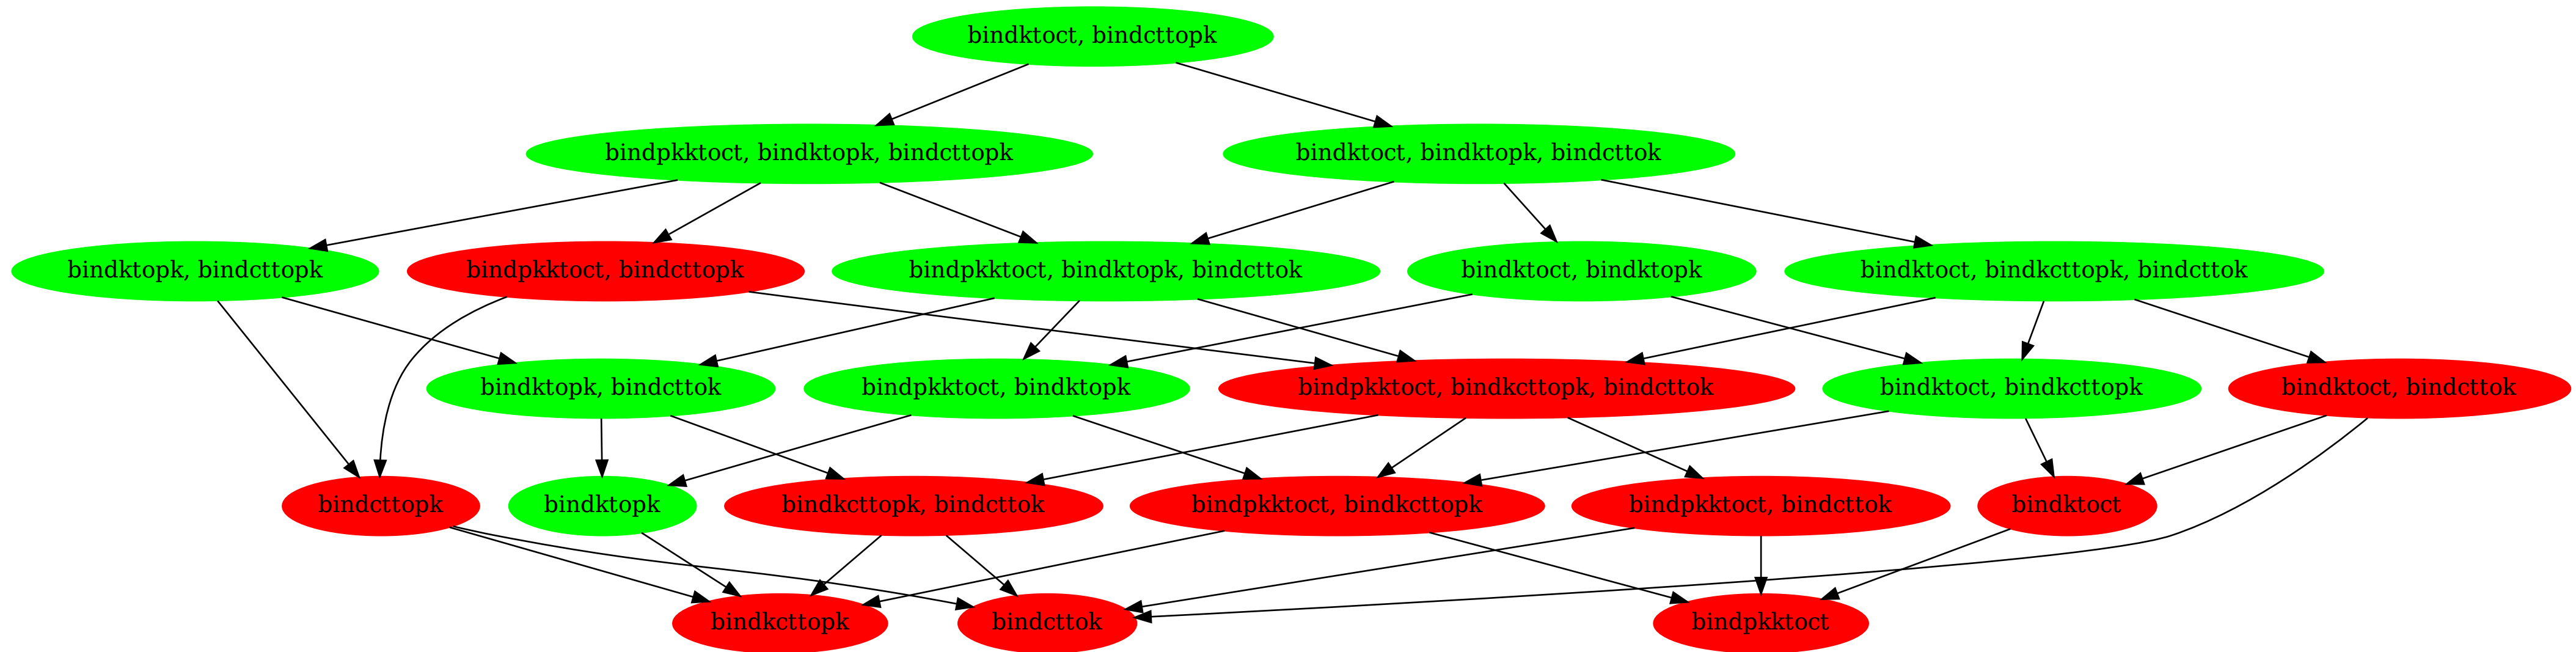 bindktoct, bindcttopk
bindpkktoct, bindktopk, bindcttopk
bindktoct, bindktopk, bindcttok
bindktopk, bindcttopk
bindpkktoct, bindcttopk
bindpkktoct, bindktopk, bindcttok
bindktoct, bindktopk
bindktoct, bindkcttopk, bindcttok
bindktopk, bindcttok
bindpkktoct, bindktopk
bindpkktoct, bindkcttopk, bindcttok
bindktoct, bindkcttopk
bindktoct, bindcttok
bindcttopk
bindktopk
bindkcttopk, bindcttok
bindpkktoct, bindkcttopk
bindpkktoct, bindcttok
bindktoct
bindkcttopk
bindcttok
bindpkktoct